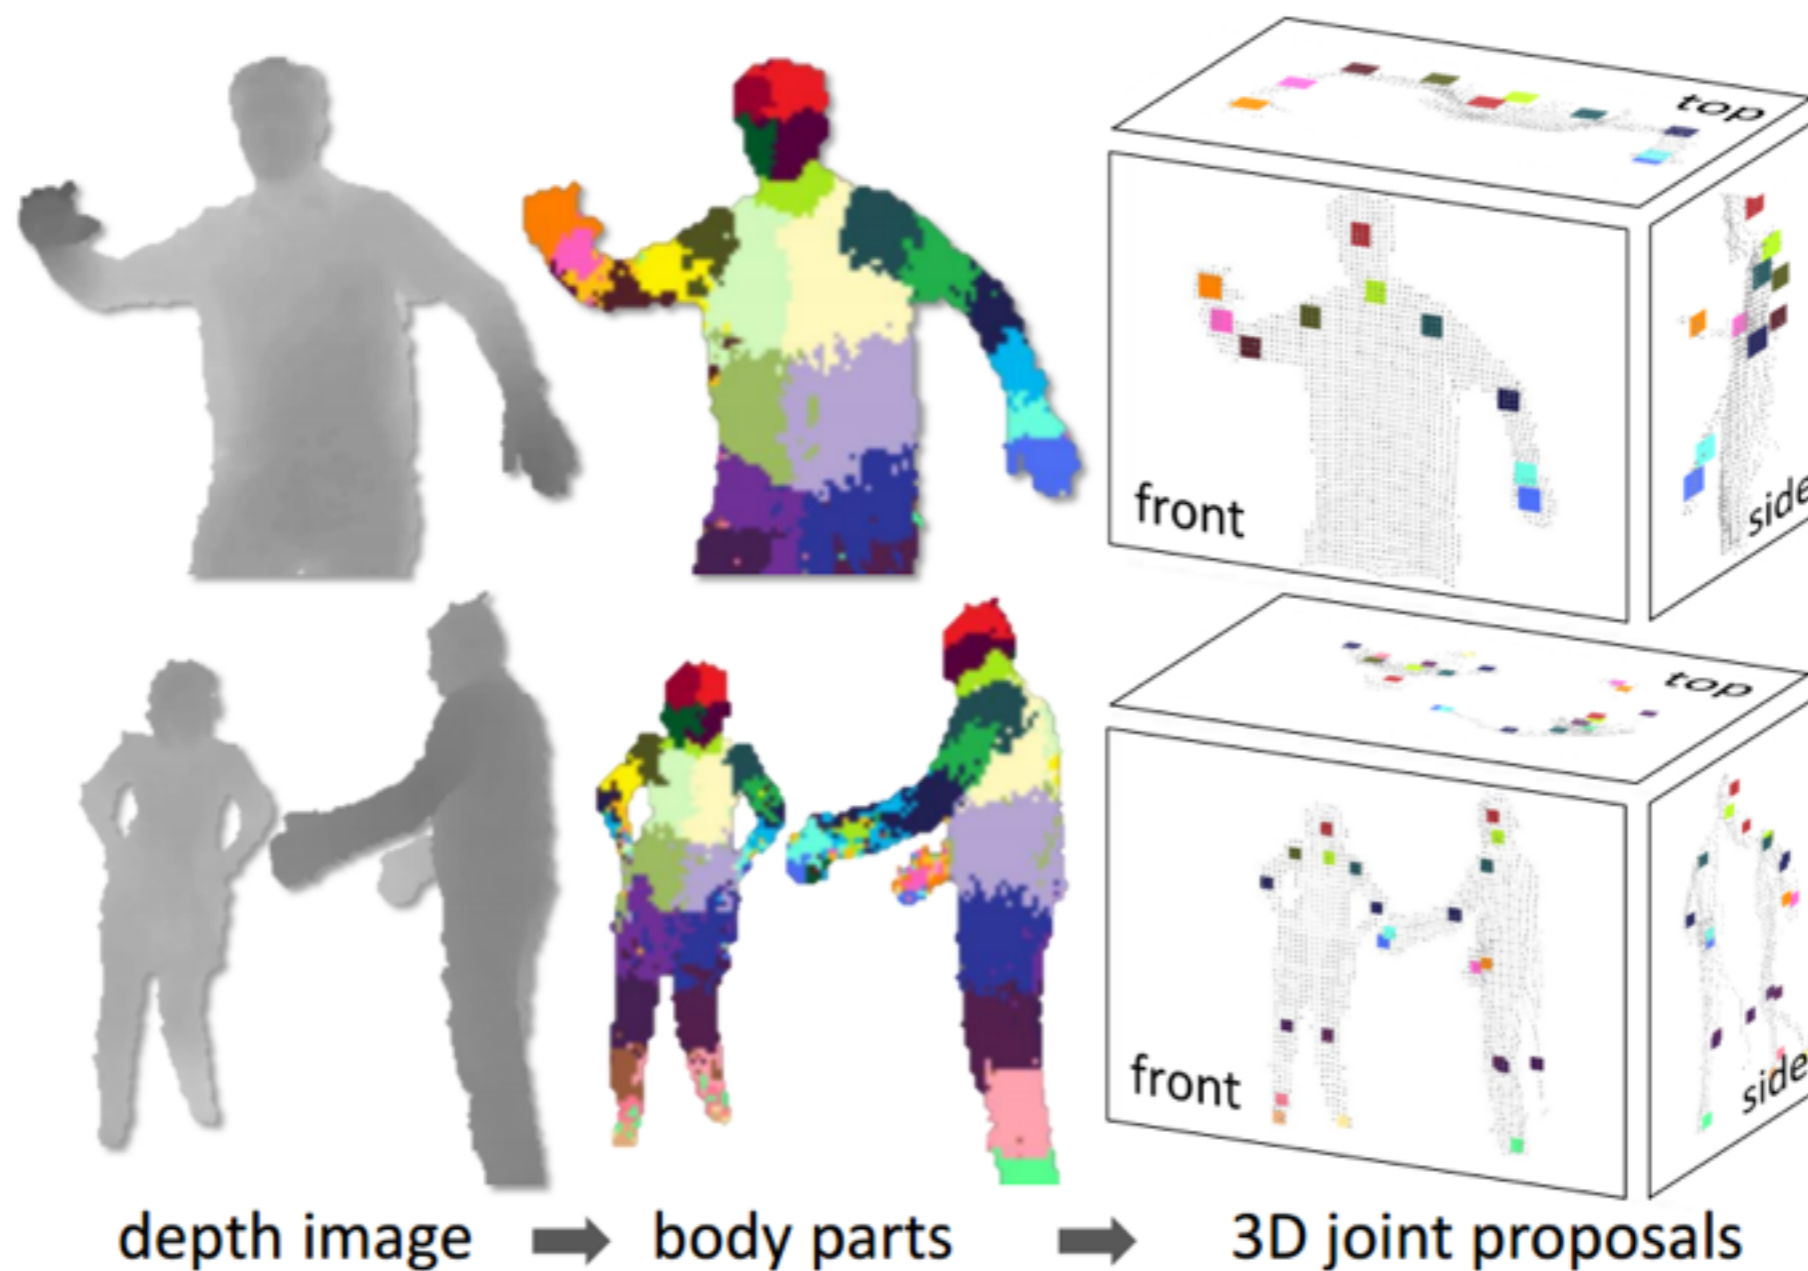 top
front
side
top
front
side
depth image
body parts
3D joint proposals